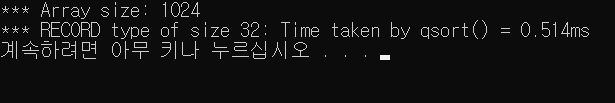 *** Array size: 1024
*** RECORD type of size 32: Time taken by qsort() = 0.514ms
계속하려면 아무 키나 누르십시오 . . .